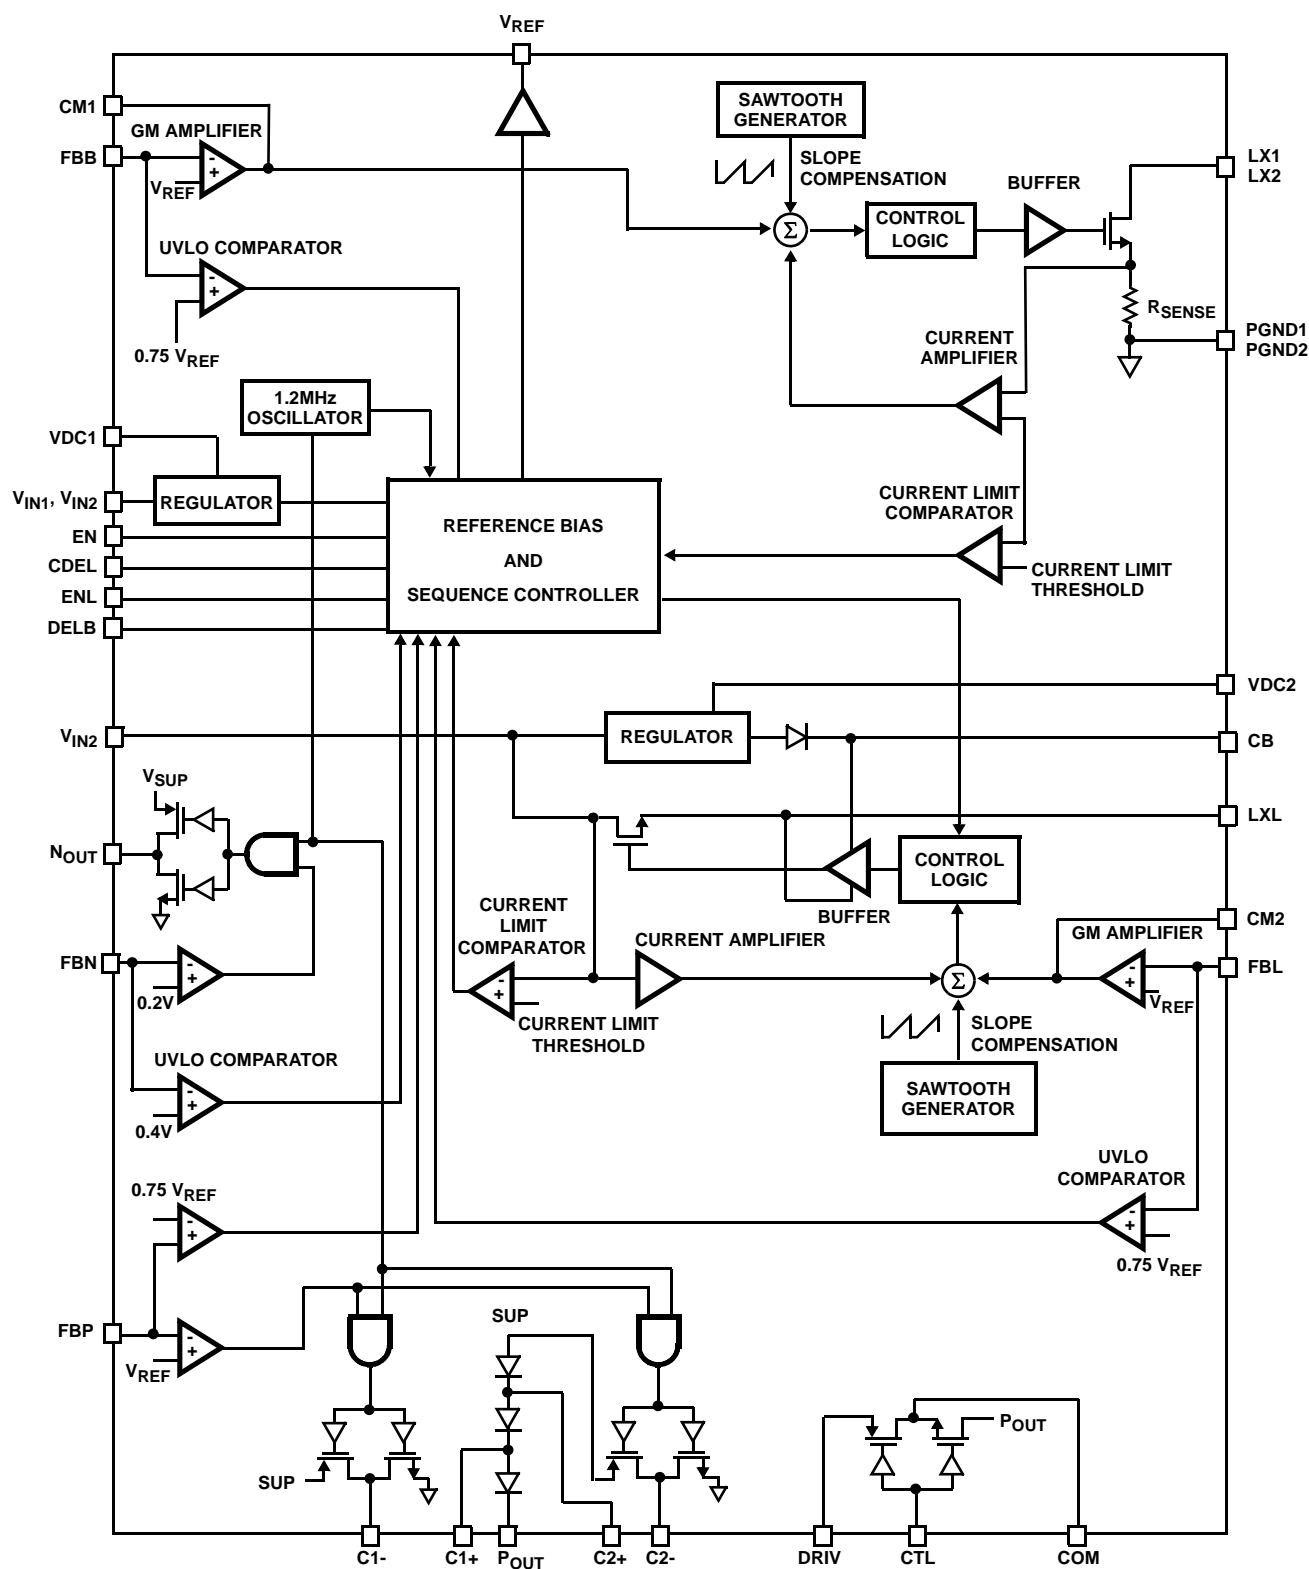 VREF
CM1
GM AMPLIFIER
FBB
-
+
VREF
SAWTOOTH
GENERATOR
SLOPE
COMPENSATION
BUFFER
LX1
LX2
Σ
CONTROL
LOGIC
UVLO COMPARATOR
-
+
0.75 VREF
RSENSE
PGND1
PGND2
CURRENT
AMPLIFIER
1.2MHz
OSCILLATOR
VDC1
VIN1, VIN2
REGULATOR
EN
CDEL
ENL
DELB
REFERENCE BIAS
AND
SEQUENCE CONTROLLER
CURRENT LIMIT
COMPARATOR
CURRENT LIMIT
THRESHOLD
VDC2
VIN2
REGULATOR
CB
VSUP
LXL
NOUT
CONTROL
LOGIC
BUFFER
CURRENT
LIMIT
COMPARATOR
CURRENT AMPLIFIER
CM2
GM AMPLIFIER
FBN
-
+
0.2V
-
+
CURRENT LIMIT
THRESHOLD
Σ
-
+
VREF
FBL
SLOPE
COMPENSATION
UVLO COMPARATOR
-
+
0.4V
SAWTOOTH
GENERATOR
UVLO
COMPARATOR
-
+
0.75 VREF
0.75 VREF
-
+
FBP
-
+
VREF
SUP
SUP
POUT
C1-
C1+
POUT
C2+
C2-
DRIV
CTL
COM